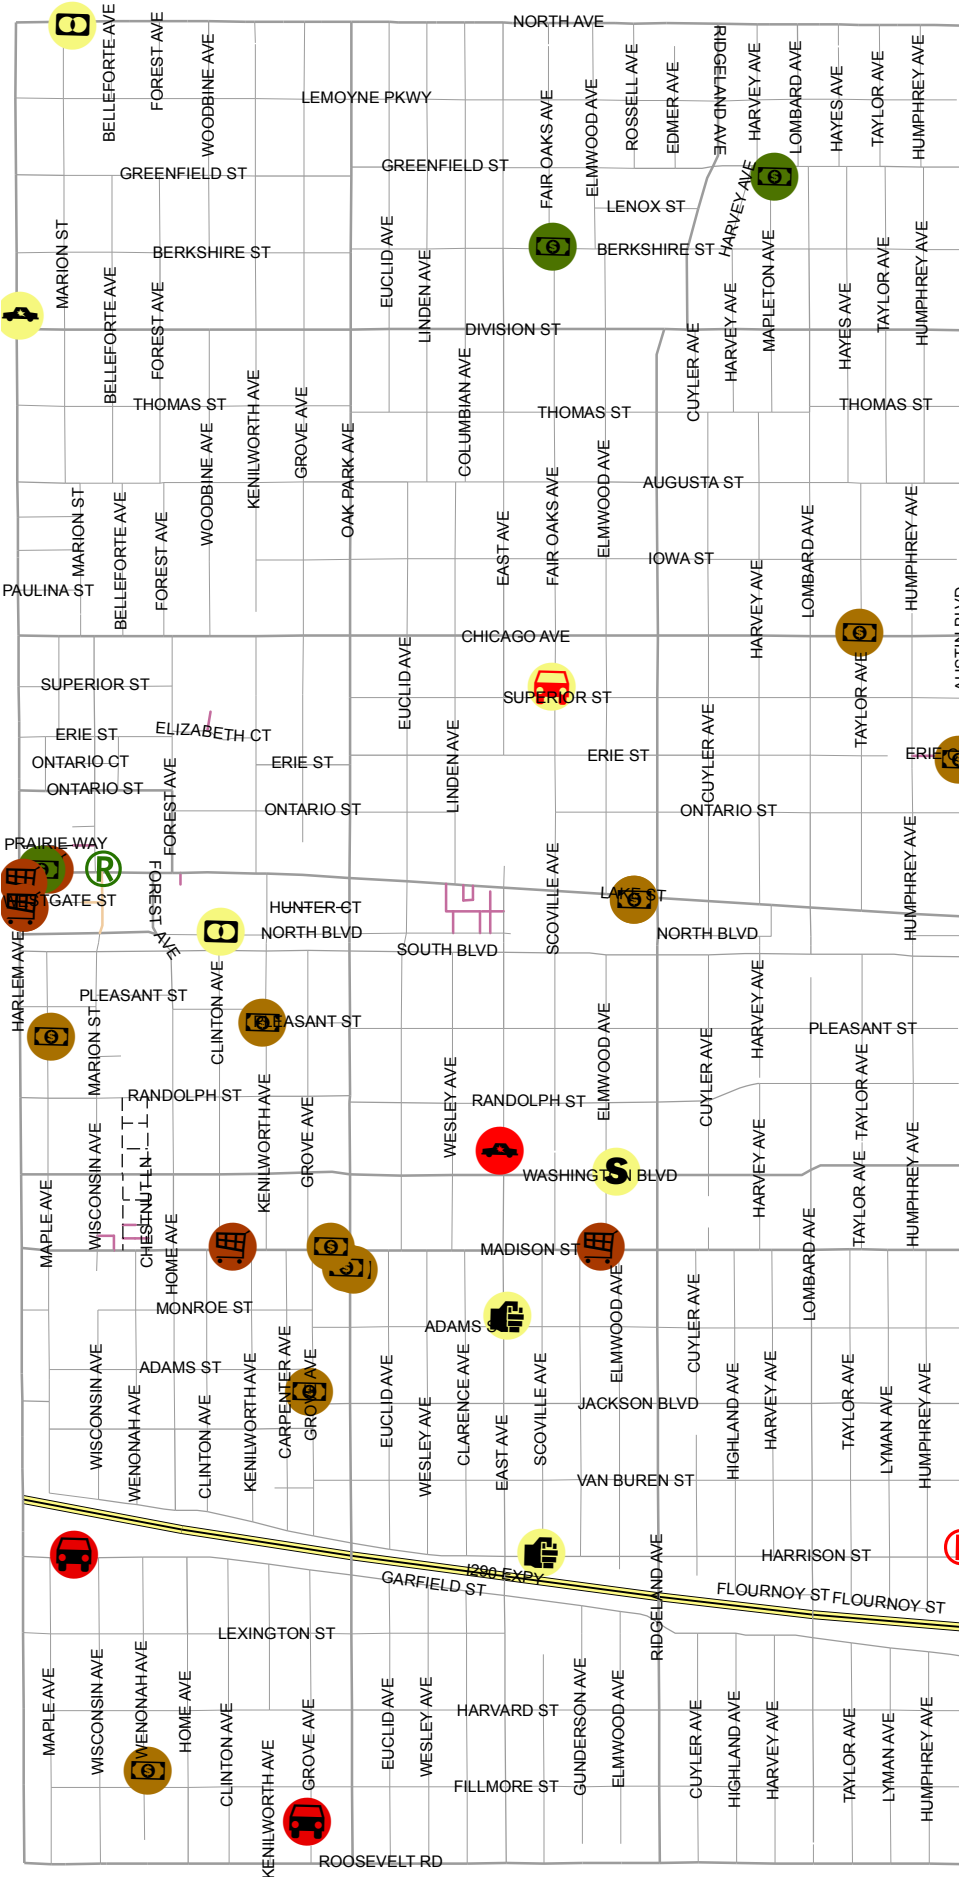 NORTH AVE
BELLEFORTE AVE
FOREST AVE
WOODBINE AVE
FAIR OAKS AVE
ELMWOOD AVE
ROSSELL AVE
EDMER AVE
RIDGELAND AVE
HARVEY AVE
LOMBARD AVE
HAYES AVE
TAYLOR AVE
HUMPHREY AVE
LEMOYNE PKWY
GREENFIELD ST
GREENFIELD ST
LENOX ST
HARVEY AVE
MARION ST
BERKSHIRE ST
BERKSHIRE ST
EUCLID AVE
LINDEN AVE
MAPLETON AVE
BELLEFORTE AVE
FOREST AVE
HARVEY AVE
HAYES AVE
TAYLOR AVE
HUMPHREY AVE
DIVISION ST
CUYLER AVE
COLUMBIAN AVE
KENILWORTH AVE
GROVE AVE
THOMAS ST
THOMAS ST
THOMAS ST
WOODBINE AVE
OAK PARK AVE
FAIR OAKS AVE
ELMWOOD AVE
AUGUSTA ST
MARION ST
BELLEFORTE AVE
FOREST AVE
EAST AVE
LOMBARD AVE
HUMPHREY AVE
IOWA ST
HARVEY AVE
PAULINA ST
AUSTIN BLVD
CHICAGO AVE
EUCLID AVE
TAYLOR AVE
SUPERIOR ST
SUPERIOR ST
ELIZABETH CT
ERIE ST
ERIE ST
ERIE ST
ERIE C
ONTARIO CT
LINDEN AVE
CUYLER AVE
FOREST AVE
ONTARIO ST
ONTARIO ST
ONTARIO ST
PRAIRIE WAY
R
HUMPHREY AVE
SCOVILLE AVE
LAKE ST
WESTGATE ST
HUNTER CT
FOREST AVE
NORTH BLVD
NORTH BLVD
SOUTH BLVD
HARLEM AVE
CLINTON AVE
HARVEY AVE
PLEASANT ST
PLEASANT ST
PLEASANT ST
MARION ST
ELMWOOD AVE
CUYLER AVE
TAYLOR AVE
RANDOLPH ST
RANDOLPH ST
WESLEY AVE
KENILWORTH AVE
GROVE AVE
WISCONSIN AVE
HARVEY AVE
TAYLOR AVE
HUMPHREY AVE
S
WASHINGTON BLVD
MAPLE AVE
CHESTNUT LN
HOME AVE
LOMBARD AVE
MADISON ST
MONROE ST
ADAMS S
ELMWOOD AVE
CUYLER AVE
ADAMS ST
WISCONSIN AVE
WENONAH AVE
CLINTON AVE
KENILWORTH AVE
CARPENTER AVE
GROVE AVE
EUCLID AVE
WESLEY AVE
CLARENCE AVE
EAST AVE
SCOVILLE AVE
JACKSON BLVD
HIGHLAND AVE
HARVEY AVE
TAYLOR AVE
LYMAN AVE
HUMPHREY AVE
VAN BUREN ST
HARRISON ST
I290 EXPY
GARFIELD ST
RIDGELAND AVE
FLOURNOY ST
FLOURNOY ST
LEXINGTON ST
MAPLE AVE
WISCONSIN AVE
WENONAH AVE
HOME AVE
CLINTON AVE
KENILWORTH AVE
GROVE AVE
EUCLID AVE
WESLEY AVE
HARVARD ST
GUNDERSON AVE
ELMWOOD AVE
CUYLER AVE
HIGHLAND AVE
HARVEY AVE
TAYLOR AVE
LYMAN AVE
HUMPHREY AVE
FILLMORE ST
ROOSEVELT RD